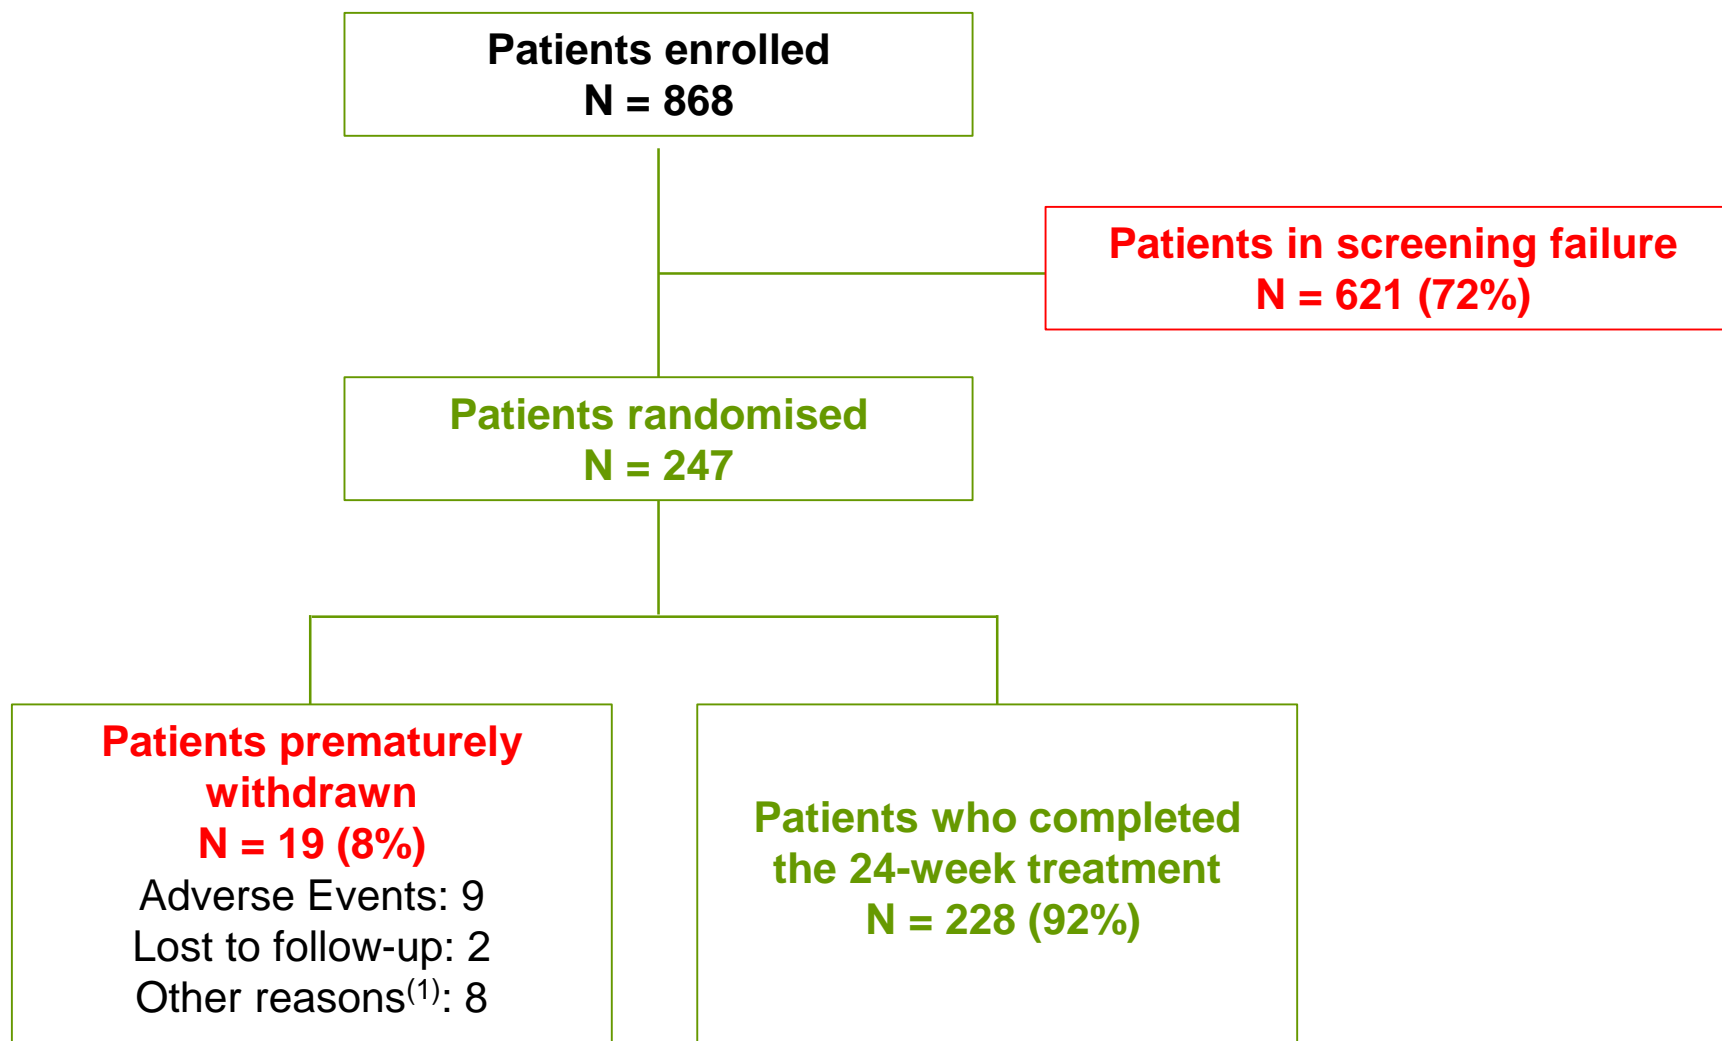 Patients enrolled
N = 868
Patients in screening failure
N = 621 (72%)
Patients randomised
N = 247
Patients prematurely
withdrawn
N = 19 (8%)
Adverse Events: 9
Lost to follow-up: 2
Other reasons(1): 8
Patients who completed
the 24-week treatment
N = 228 (92%)